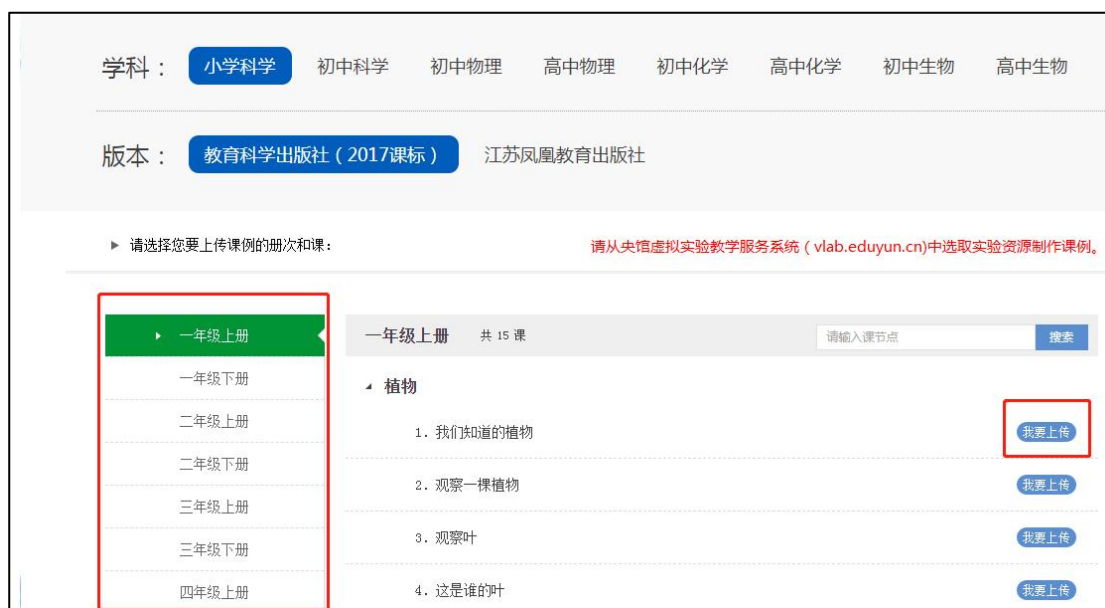 学科： 小学科学 初中科学 初中物理 高中物理 初中化学 高中化学 初中生物 高中生物
版本： 教育科学出版社（2017课标） 江苏凤凰教育出版社
请选择您要上传课例的册次和课： 请从央馆虚拟实验教学服务系统（vlab.eduyun.cn)中选取实验资源制作课例。
一年级上册
一年级下册
二年级上册
二年级下册
三年级上册
三年级下册
四年级上册
一年级上册 共 15 课 请输入课节点 搜索
植物
1. 我们知道的植物 我要上传
2. 观察一棵植物 我要上传
3. 观察叶 我要上传
4. 这是谁的叶 我要上传